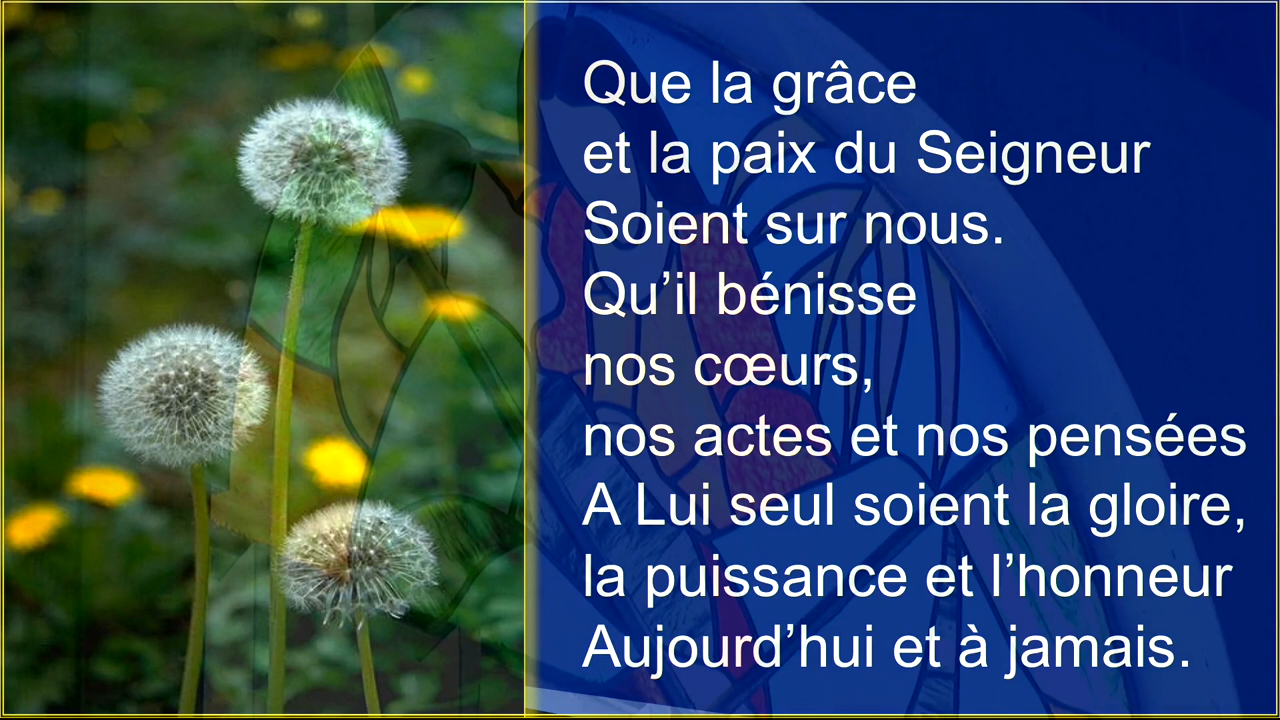 Que la grâce
et la paix du Seigneur
Soient sur nous.
Qu’il bénisse
nos cœurs,
nos actes et nos pensées
A Lui seul soient la gloire,
la puissance et l’honneur
Aujourd’hui et à jamais.